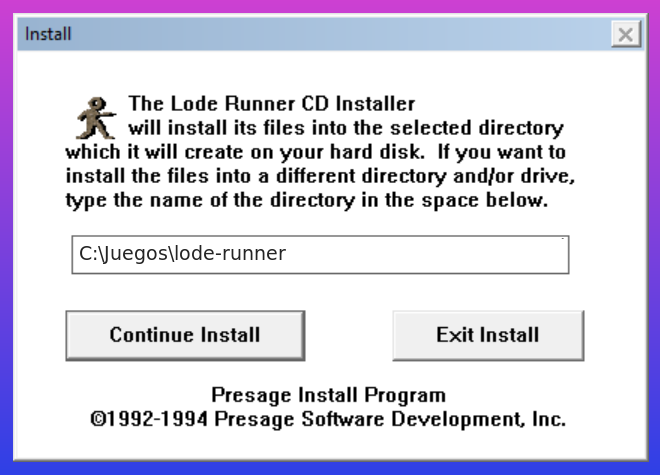 Install
The Lode Runner CD Installer
will install its files into the selected directory
which it will create on your hard disk.  If you want to
install the files into a different directory and/or drive,
type the name of the directory in the space below.
C:\Juegos\lode-runner
Continue Install
Exit Install
Presage Install Program
©1992-1994 Presage Software Development, Inc.